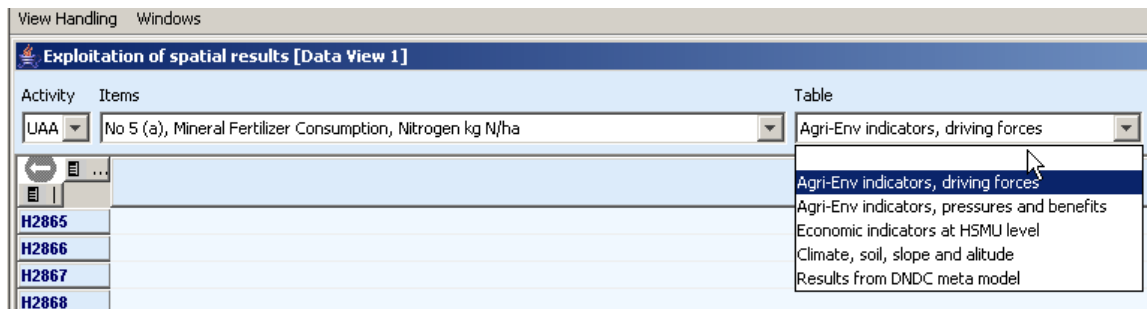 View Handling Windows
Exploitation of spatial results [Data View 1]
Activity Items Table
UAA No 5 (a), Mineral Fertilizer Consumption, Nitrogen kg N/ha Agri-Env indicators, driving forces
...
Agri-Env indicators, driving forces
Agri-Env indicators, pressures and benefits
H2865
Economic indicators at HSMU level
H2866
Climate, soil, slope and alitude
H2867
Results from DNDC meta model
H2868